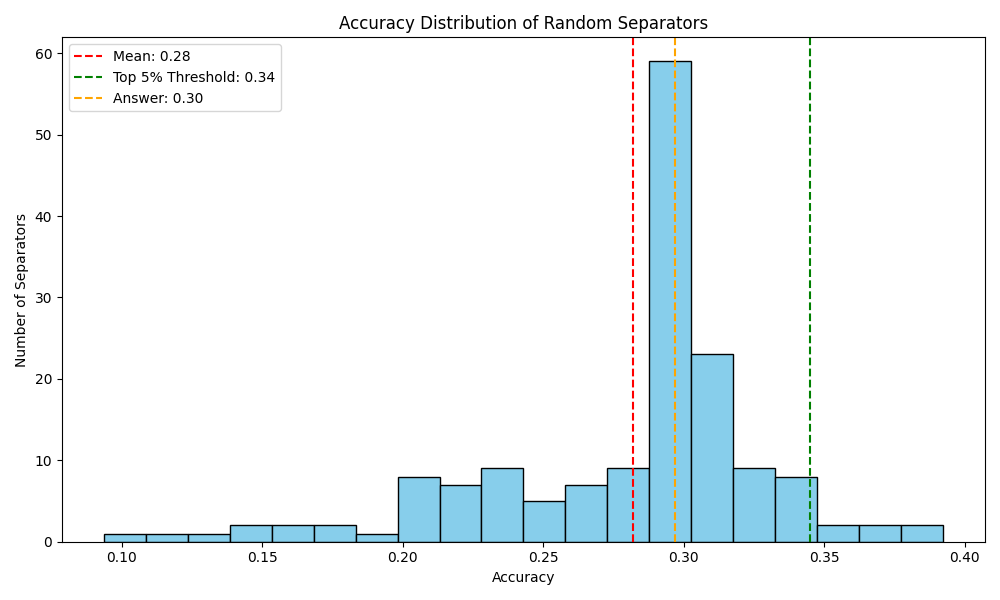 Accuracy Distribution of Random Separators
Mean: 0.28
Top 5% Threshold: 0.34
Answer: 0.30
Number of Separators
60
50
40
30
20
10
0
0.10 0.15 0.20 0.25 0.30 0.35 0.40
Accuracy